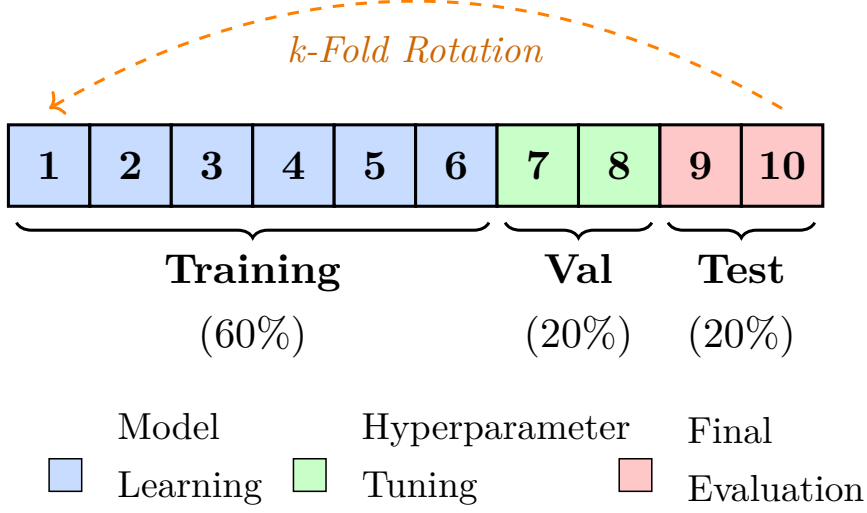 k-Fold Rotation
1 2 3 4 5 6 7 8 9 10
Training Val Test
(60%) (20%) (20%)
Model Hyperparameter Final
Learning Tuning Evaluation